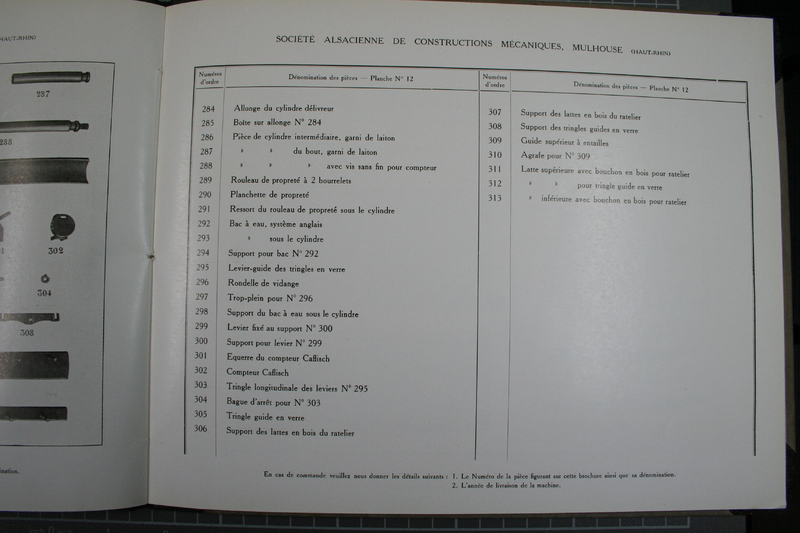 (HAUT-RHIN)
237
302
304
308
SOCIÉTÉ ALSACIENNE DE CONSTRUCTIONS MÉCANIQUES, MULHOUSE (HAUT-RHIN)
Numéros d'ordre
Dénomination des pièces — Planche N° 12
284 Allonge du cylindre délivreur
285 Boîte sur allonge N° 284
286 Pièce de cylindre intermédiaire, garni de laiton
287 » » du bout, garni de laiton
288 » » » avec vis sans fin pour compteur
289 Rouleau de propreté à 2 bourrelets
290 Planchette de propreté
291 Ressort du rouleau de propreté sous le cylindre
292 Bac à eau, système anglais
293 » sous le cylindre
294 Support pour bac N° 292
295 Levier-guide des tringles en verre
296 Rondelle de vidange
297 Trop-plein pour N° 296
298 Support du bac à eau sous le cylindre
299 Levier fixé au support N° 300
300 Support pour levier N° 299
301 Equerre du compteur Caflisch
302 Compteur Caflisch
303 Tringle longitudinale des leviers N° 295
304 Bague d'arrêt pour N° 303
305 Tringle guide en verre
306 Support des lattes en bois du ratelier
Numéros d'ordre
Dénomination des pièces — Planche N° 12
307 Support des lattes en bois du ratelier
308 Support des tringles guides en verre
309 Guide supérieur à entailles
310 Agrafe pour N° 309
311 Latte supérieure avec bouchon en bois pour ratelier
312 » » pour tringle guide en verre
313 » inférieure avec bouchon en bois pour ratelier
En cas de commande veuillez nous donner les détails suivants : 1. Le Numéro de la pièce figurant sur cette brochure ainsi que sa dénomination.
2. L'année de livraison de la machine.